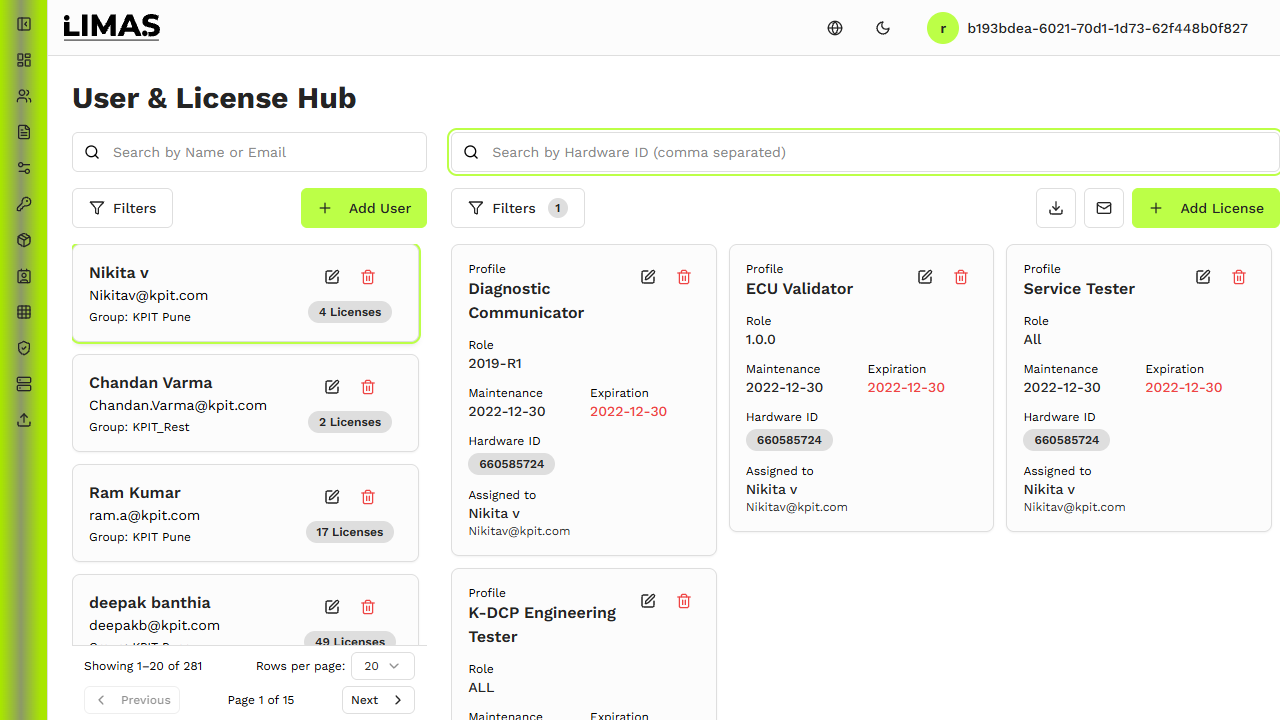 LIMAS
r
b193bdea-6021-70d1-1d73-62f448b0f827
User & License Hub
Search by Name or Email
Search by Hardware ID (comma separated)
Filters
Add User
Filters
1
Add License
Nikita v
Nikitav@kpit.com
Group: KPIT Pune
4 Licenses
Chandan Varma
Chandan.Varma@kpit.com
Group: KPIT_Rest
2 Licenses
Ram Kumar
ram.a@kpit.com
Group: KPIT Pune
17 Licenses
deepak banthia
deepakb@kpit.com
49 Licenses
Showing 1–20 of 281
Rows per page:
20
Previous
Page 1 of 15
Next
Profile
Diagnostic
Communicator
Role
2019-R1
Maintenance
Expiration
2022-12-30
2022-12-30
Hardware ID
660585724
Assigned to
Nikita v
Nikitav@kpit.com
Profile
ECU Validator
Role
1.0.0
Maintenance
Expiration
2022-12-30
2022-12-30
Hardware ID
660585724
Assigned to
Nikita v
Nikitav@kpit.com
Profile
Service Tester
Role
All
Maintenance
Expiration
2022-12-30
2022-12-30
Hardware ID
660585724
Assigned to
Nikita v
Nikitav@kpit.com
Profile
K-DCP Engineering
Tester
Role
ALL
Maintenance
Expiration